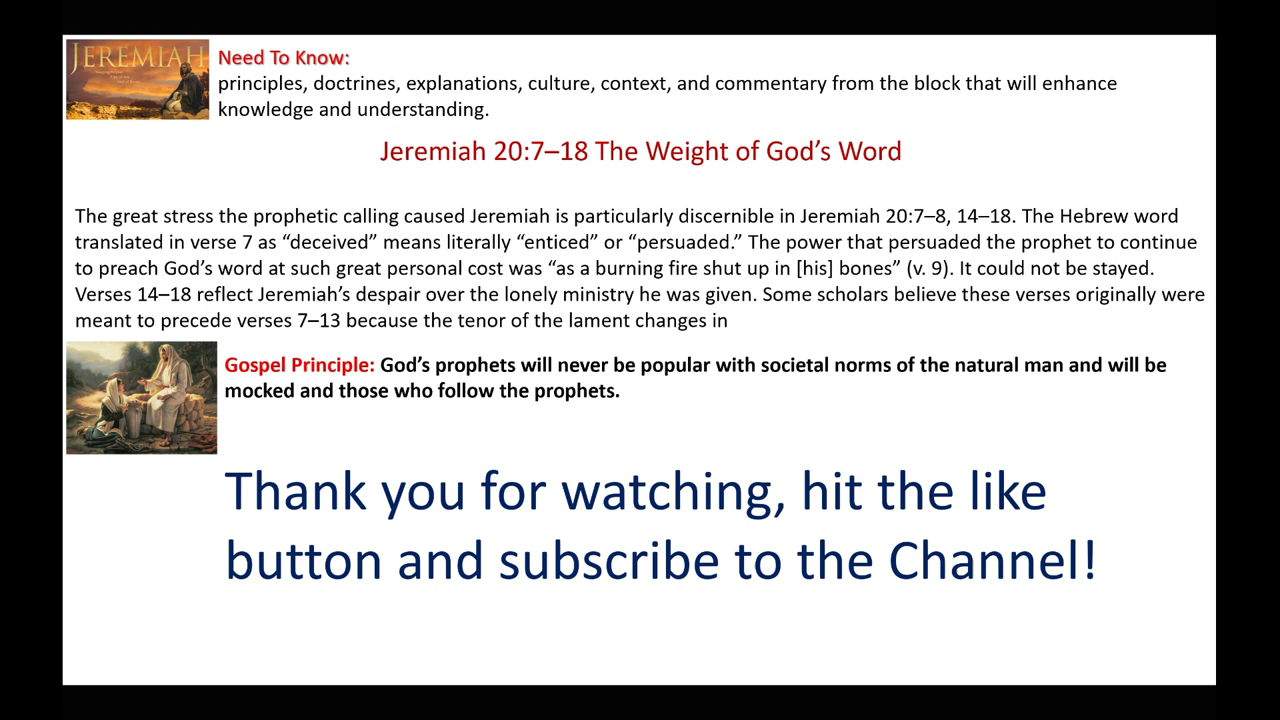 JEREMIAH
Need To Know:
principles, doctrines, explanations, culture, context, and commentary from the block that will enhance
knowledge and understanding.
Jeremiah 20:7–18 The Weight of God’s Word
The great stress the prophetic calling caused Jeremiah is particularly discernible in Jeremiah 20:7–8, 14–18. The Hebrew word
translated in verse 7 as “deceived” means literally “enticed” or “persuaded.” The power that persuaded the prophet to continue
to preach God’s word at such great personal cost was “as a burning fire shut up in [his] bones” (v. 9). It could not be stayed.
Verses 14–18 reflect Jeremiah’s despair over the lonely ministry he was given. Some scholars believe these verses originally were
meant to precede verses 7–13 because the tenor of the lament changes in
Gospel Principle: God’s prophets will never be popular with societal norms of the natural man and will be
mocked and those who follow the prophets.
Thank you for watching, hit the like
button and subscribe to the Channel!